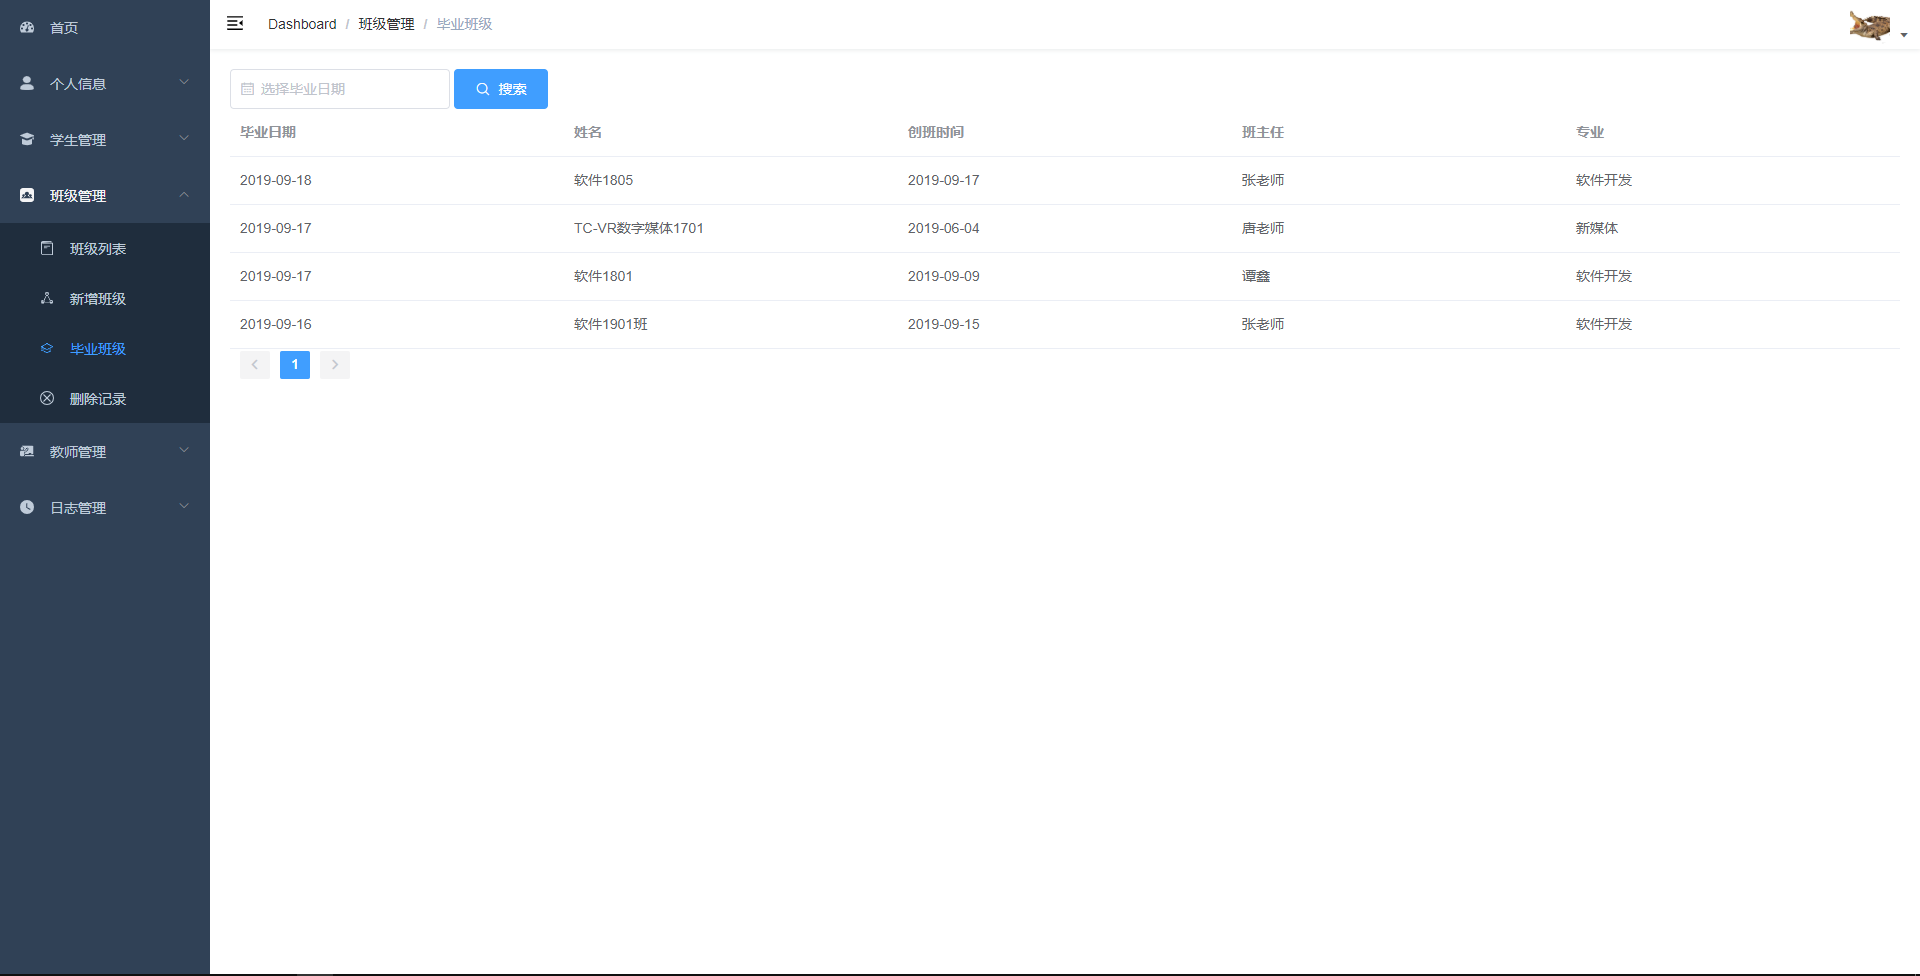 首页
个人信息
学生管理
班级管理
班级列表
新增班级
毕业班级
删除记录
教师管理
日志管理
Dashboard / 班级管理 / 毕业班级
选择毕业日期 搜索
毕业日期 姓名 创班时间 班主任 专业
2019-09-18 软件1805 2019-09-17 张老师 软件开发
2019-09-17 TC-VR数字媒体1701 2019-06-04 唐老师 新媒体
2019-09-17 软件1801 2019-09-09 谭鑫 软件开发
2019-09-16 软件1901班 2019-09-15 张老师 软件开发
1